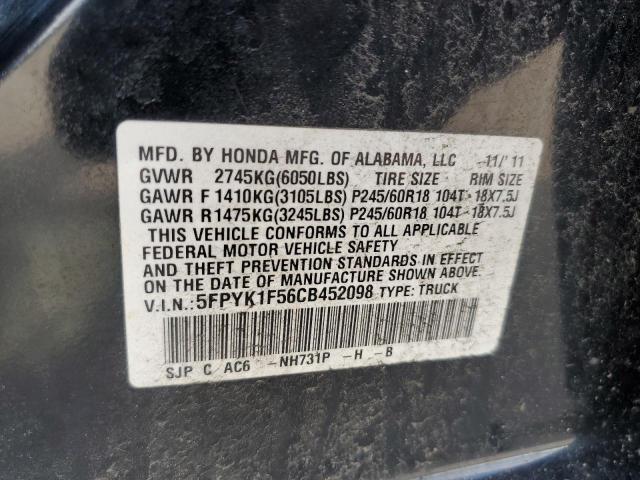 MFD. BY HONDA MFG. OF ALABAMA, LLC 11/'11
GVWR 2745KG(6050LBS) TIRE SIZE RIM SIZE
GAWR F 1410KG(3105LBS) P245/60R18 104T 18X7.5J
GAWR R1475KG(3245LBS) P245/60R18 104T 18X7.5J
THIS VEHICLE CONFORMS TO ALL APPLICABLE
FEDERAL MOTOR VEHICLE SAFETY
AND THEFT PREVENTION STANDARDS IN EFFECT
ON THE DATE OF MANUFACTURE SHOWN ABOVE.
V.I.N.:5FPYK1F56CB452098 TYPE: TRUCK
SJP C AC6 -NH731P -H -B